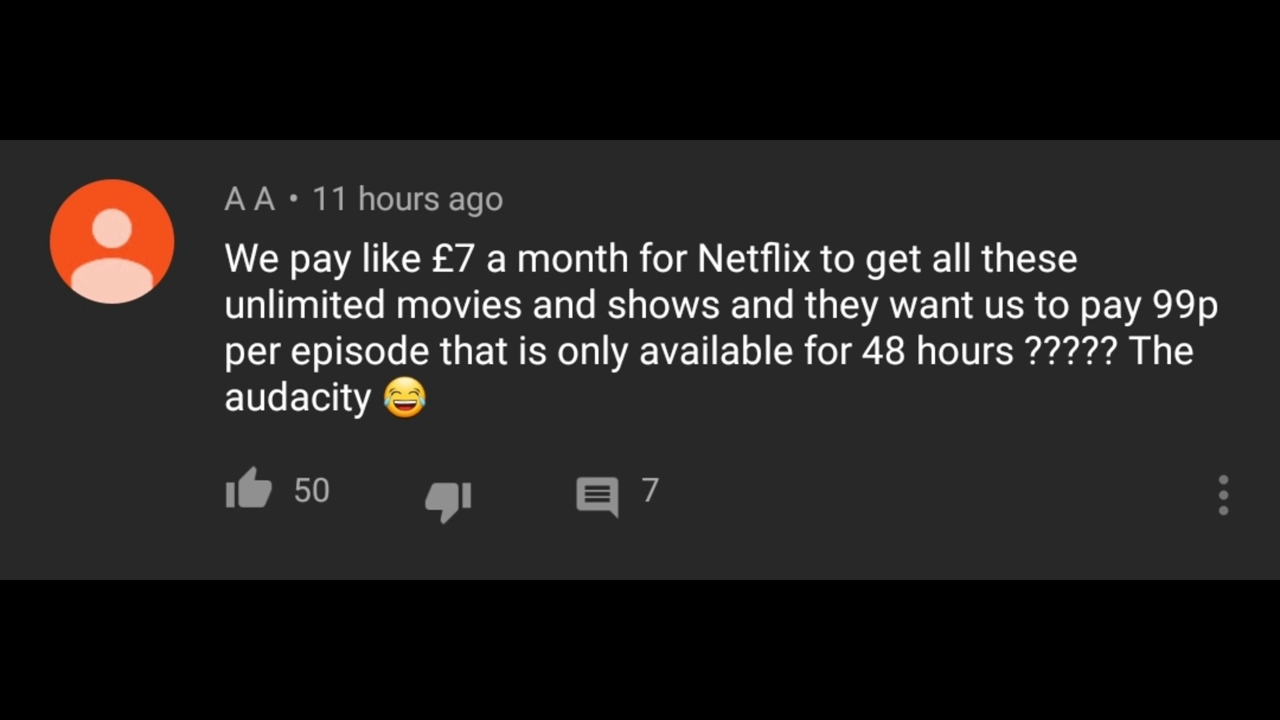 A A • 11 hours ago
We pay like £7 a month for Netflix to get all these
unlimited movies and shows and they want us to pay 99p
per episode that is only available for 48 hours ????? The
audacity 😂
50 7